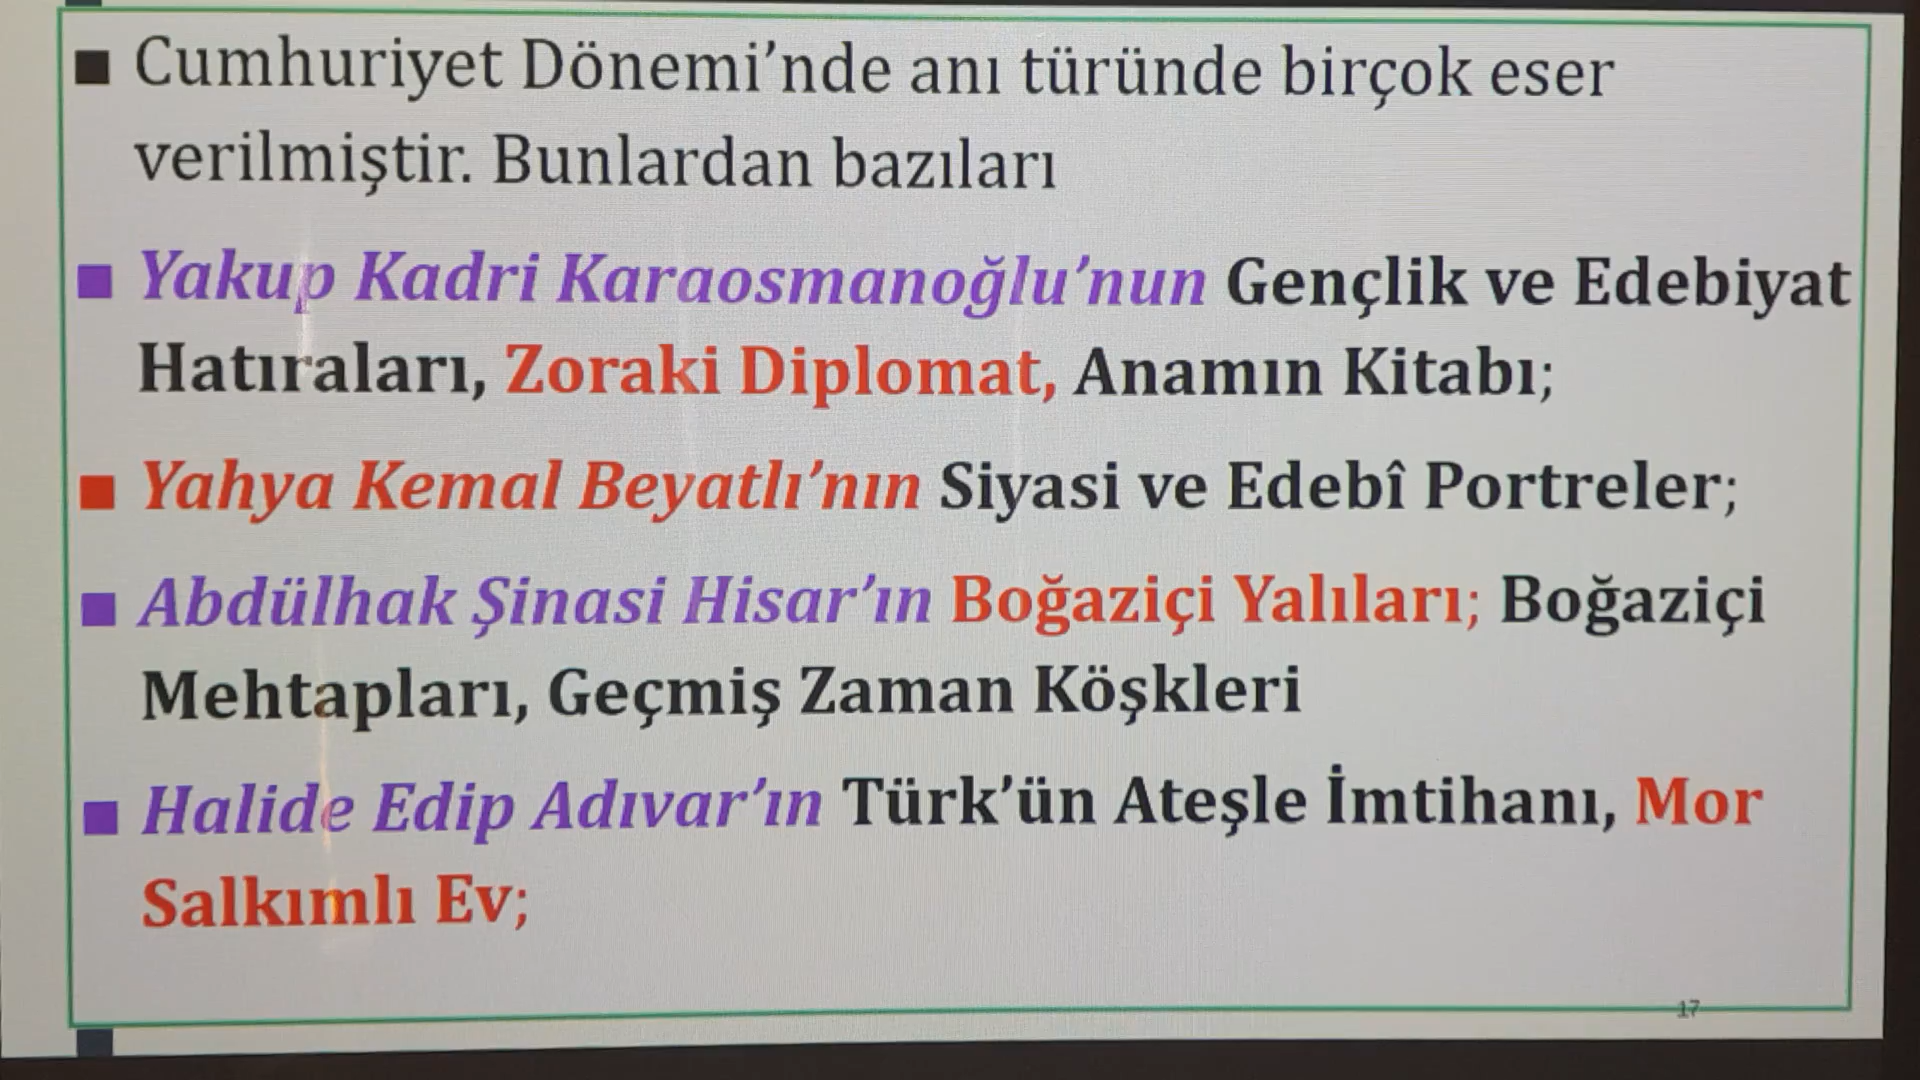 ■ Cumhuriyet Dönemi’nde anı türünde birçok eser
verilmiştir. Bunlardan bazıları
■ Yakup Kadri Karaosmanoğlu’nun Gençlik ve Edebiyat
Hatıraları, Zoraki Diplomat, Anamın Kitabı;
■ Yahya Kemal Beyatlı’nın Siyasi ve Edebî Portreler;
■ Abdülhak Şinasi Hisar’ın Boğaziçi Yalıları; Boğaziçi
Mehtapları, Geçmiş Zaman Köşkleri
■ Halide Edip Adıvar’ın Türk’ün Ateşle İmtihanı, Mor
Salkımlı Ev;
17